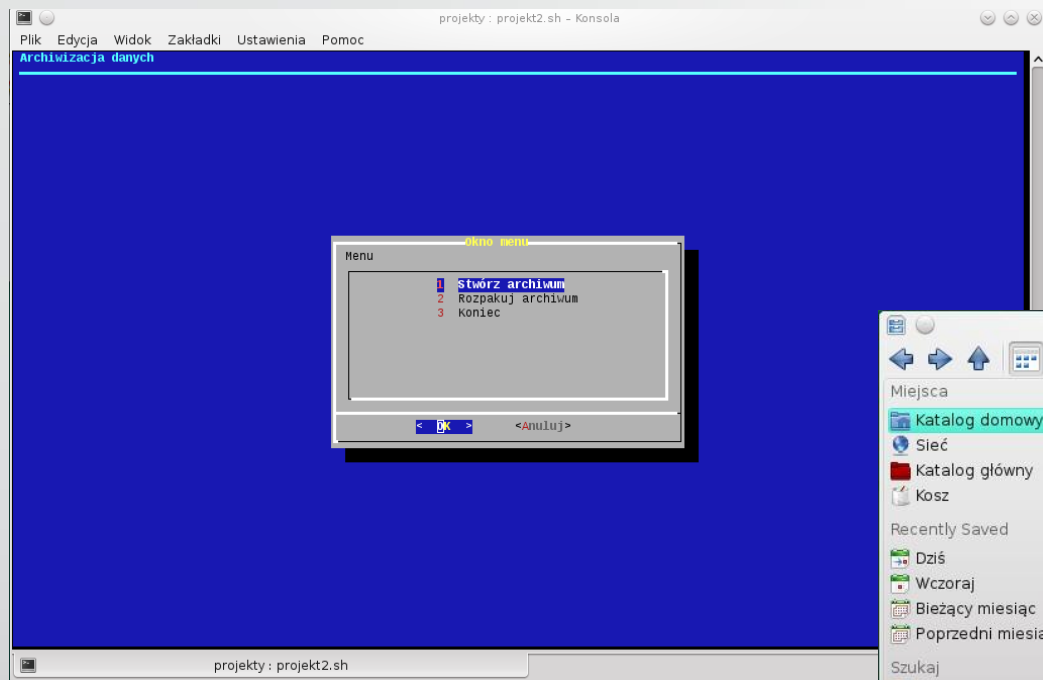 projekty : projekt2.sh – Konsola
Plik Edycja Widok Zakładki Ustawienia Pomoc
Archiwizacja danych
Okno menu
Menu
1 Stwórz archiwum
2 Rozpakuj archiwum
3 Koniec
< OK > <Anuluj>
Miejsca
Katalog domowy
Sieć
Katalog główny
Kosz
Recently Saved
Dziś
Wczoraj
Bieżący miesiąc
Poprzedni miesia
Szukaj
projekty : projekt2.sh